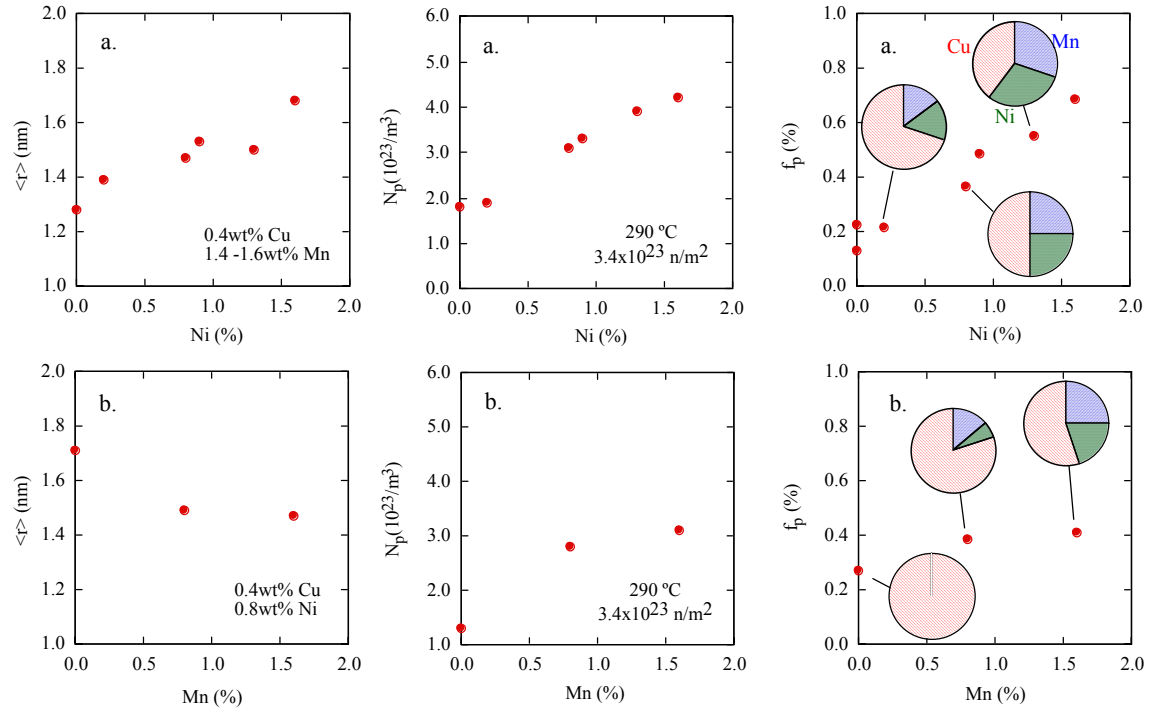 2.0
1.8
1.6
1.4
1.2
1.0
<r> (nm)
a.
0.4wt% Cu
1.4 -1.6wt% Mn
0.0 0.5 1.0 1.5 2.0
Ni (%)
6.0
5.0
4.0
3.0
2.0
1.0
0.0
N_p(10^23/m^3)
a.
290 ºC
3.4x10^23 n/m^2
0.0 0.5 1.0 1.5 2.0
Ni (%)
1.0
0.8
0.6
0.4
0.2
0.0
f_p (%)
a.
Cu
Mn
Ni
0.0 0.5 1.0 1.5 2.0
Ni (%)
2.0
1.8
1.6
1.4
1.2
1.0
<r> (nm)
b.
0.4wt% Cu
0.8wt% Ni
0.0 0.5 1.0 1.5 2.0
Mn (%)
6.0
5.0
4.0
3.0
2.0
1.0
N_p(10^23/m^3)
b.
290 ºC
3.4x10^23 n/m^2
0.0 0.5 1.0 1.5 2.0
Mn (%)
1.0
0.8
0.6
0.4
0.2
0.0
f_p (%)
b.
0.0 0.5 1.0 1.5 2.0
Mn (%)